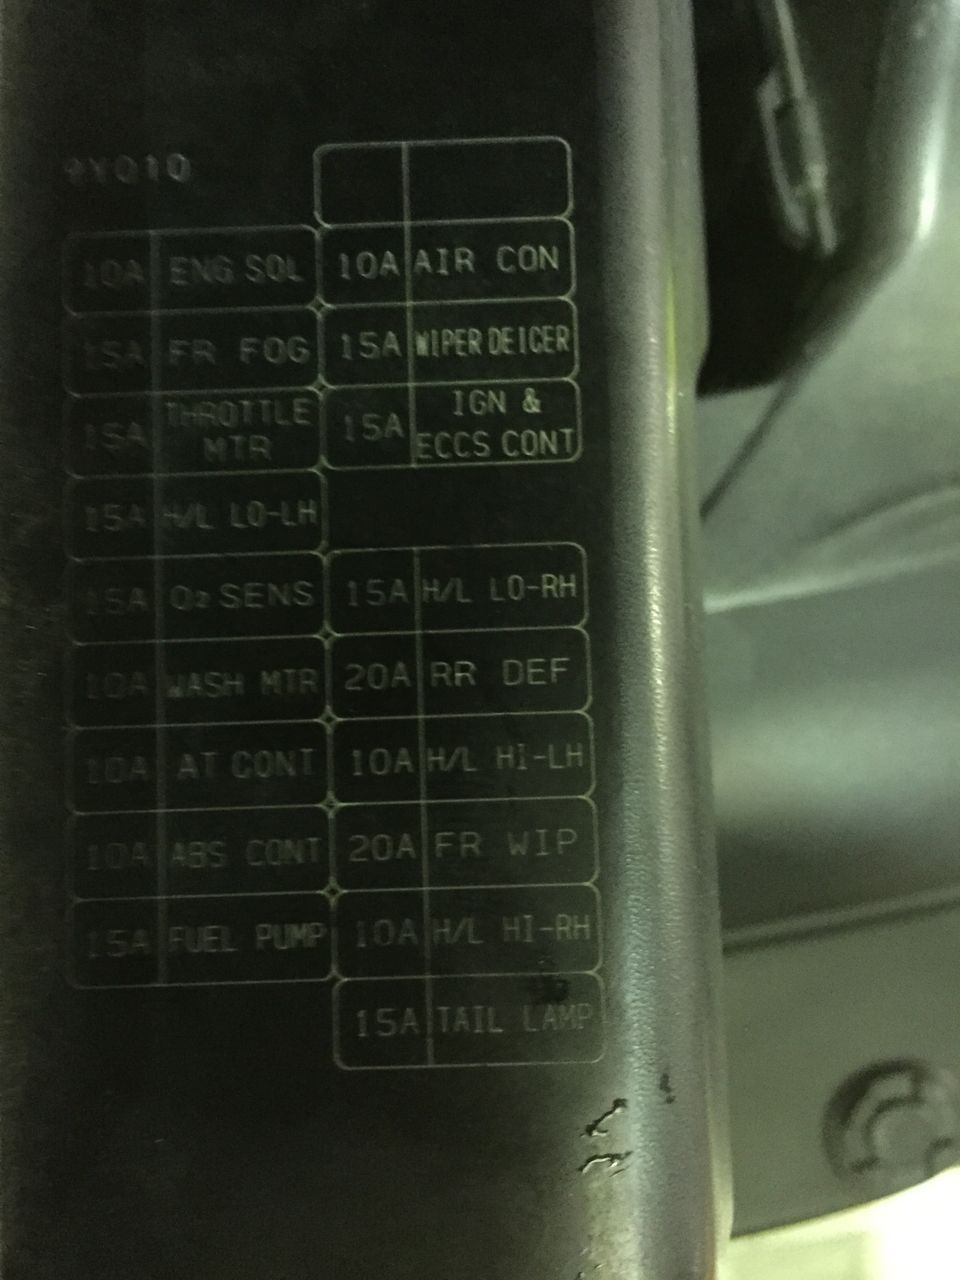 9Y010
10A ENG SOL 10A AIR CON
15A FR FOG 15A WIPER DEICER
15A THROTTLE MTR 15A IGN & ECCS CONT
15A H/L LO-LH
15A O₂ SENS 15A H/L LO-RH
10A WASH MTR 20A RR DEF
10A AT CONT 10A H/L HI-LH
10A ABS CONT 20A FR WIP
15A FUEL PUMP 10A H/L HI-RH
15A TAIL LAMP